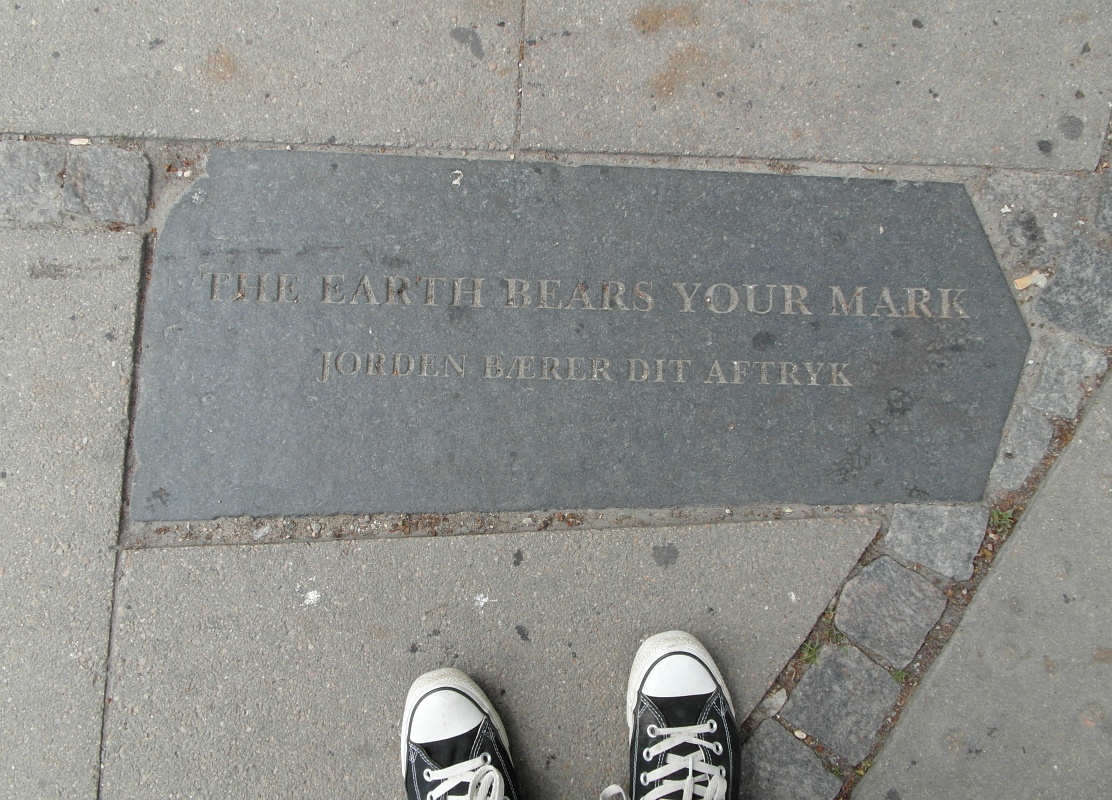 THE EARTH BEARS YOUR MARK
JORDEN BÆRER DIT AFTRYK